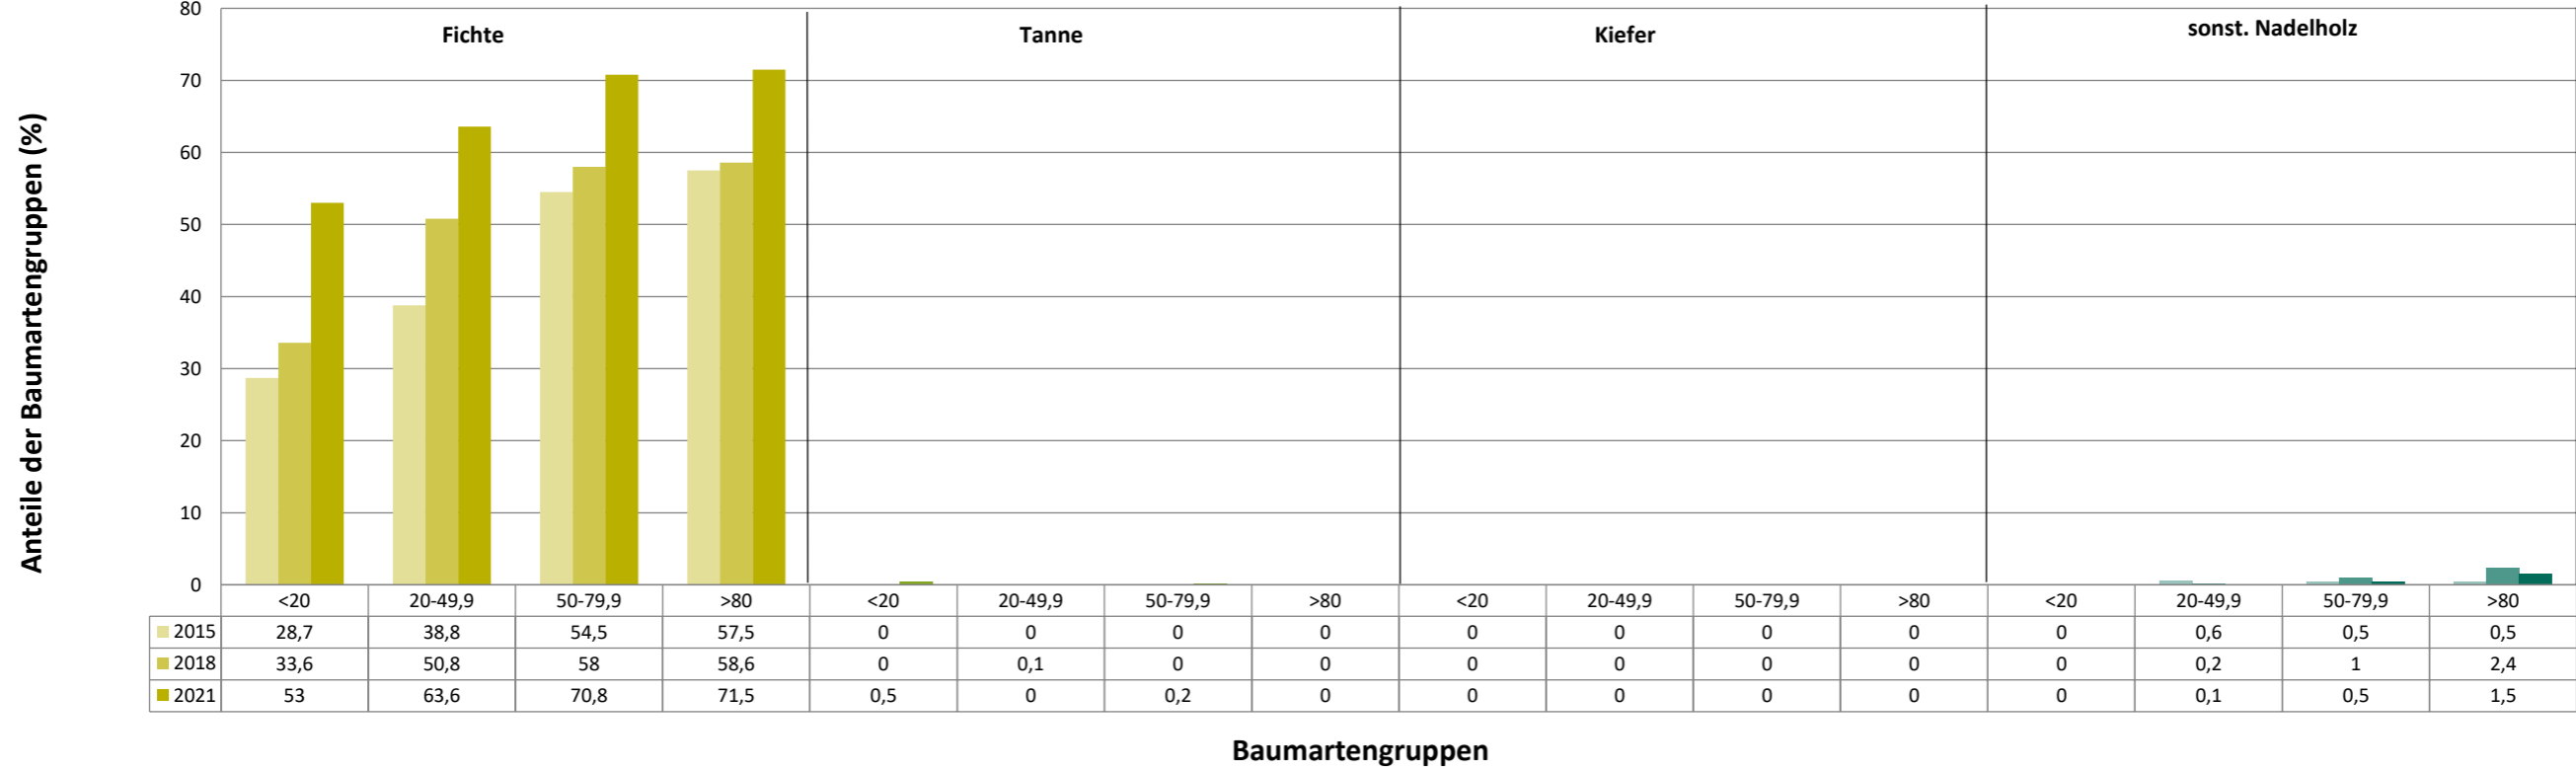 80
Fichte
Tanne
Kiefer
sonst. Nadelholz
70
60
50
40
30
20
10
0
Anteile der Baumartengruppen (%)
<20 20-49,9 50-79,9 >80 <20 20-49,9 50-79,9 >80 <20 20-49,9 50-79,9 >80 <20 20-49,9 50-79,9 >80
2015 28,7 38,8 54,5 57,5 0 0 0 0 0 0 0 0 0 0,6 0,5 0,5
2018 33,6 50,8 58 58,6 0 0,1 0 0 0 0 0 0 0 0,2 1 2,4
2021 53 63,6 70,8 71,5 0,5 0 0,2 0 0 0 0 0 0 0,1 0,5 1,5
Baumartengruppen